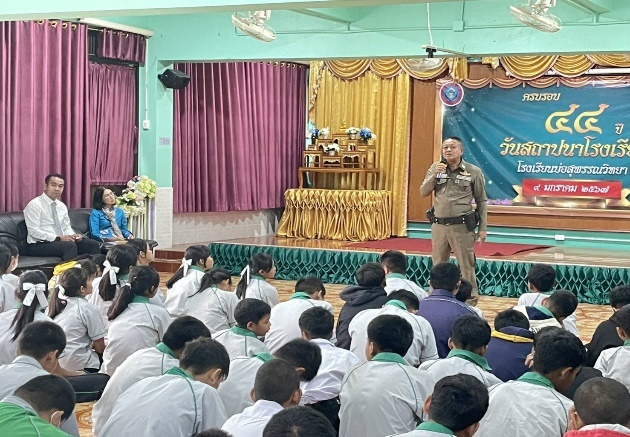 ครบรอบ
๔๔ ปี
วันสถาปนาโรงเรีย
โรงเรียนบ่อสุพรรณวิทยา
๙ มกราคม ๒๕๖๗